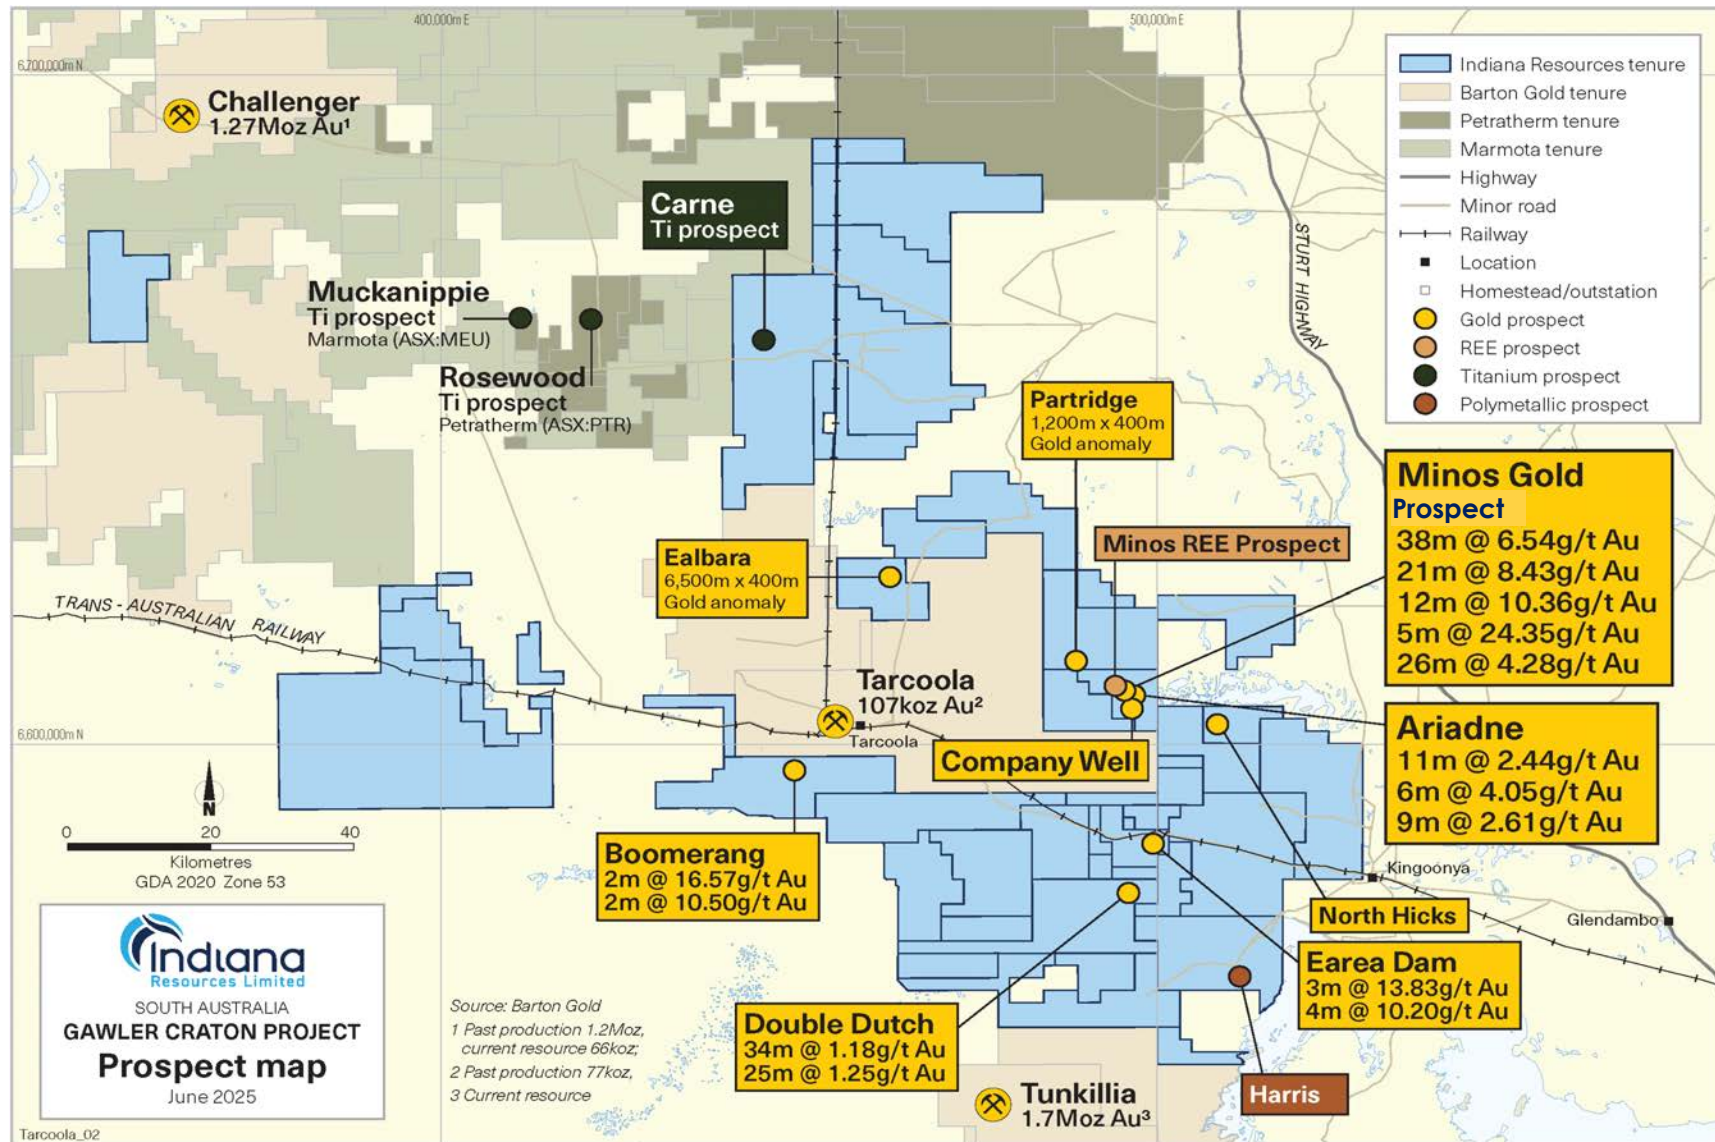 400,000m E
500,000m E
6,700,000m N
Challenger
1.27Moz Au¹
Carne
Ti prospect
Muckanippie
Ti prospect
Marmota (ASX:MEU)
Rosewood
Ti prospect
Petratherm (ASX:PTR)
STURT HIGHWAY
Indiana Resources tenure
Barton Gold tenure
Petratherm tenure
Marmota tenure
Highway
Minor road
Railway
Location
Homestead/outstation
Gold prospect
REE prospect
Titanium prospect
Polymetallic prospect
Partridge
1,200m x 400m
Gold anomaly
Minos Gold
Prospect
38m @ 6.54g/t Au
21m @ 8.43g/t Au
12m @ 10.36g/t Au
5m @ 24.35g/t Au
26m @ 4.28g/t Au
Minos REE Prospect
Ealbara
6,500m x 400m
Gold anomaly
TRANS-AUSTRALIAN RAILWAY
Tarcoola
107koz Au²
Tarcoola
6,600,000m N
Company Well
Ariadne
11m @ 2.44g/t Au
6m @ 4.05g/t Au
9m @ 2.61g/t Au
N
0 20 40
Kilometres
GDA 2020 Zone 53
Boomerang
2m @ 16.57g/t Au
2m @ 10.50g/t Au
Kingoonya
Glendambo
North Hicks
Earea Dam
3m @ 13.83g/t Au
4m @ 10.20g/t Au
Double Dutch
34m @ 1.18g/t Au
25m @ 1.25g/t Au
Harris
Tunkillia
1.7Moz Au³
Indiana
Resources Limited
SOUTH AUSTRALIA
GAWLER CRATON PROJECT
Prospect map
June 2025
Source: Barton Gold
1 Past production 1.2Moz,
current resource 66koz;
2 Past production 77koz,
3 Current resource
Tarcoola_02